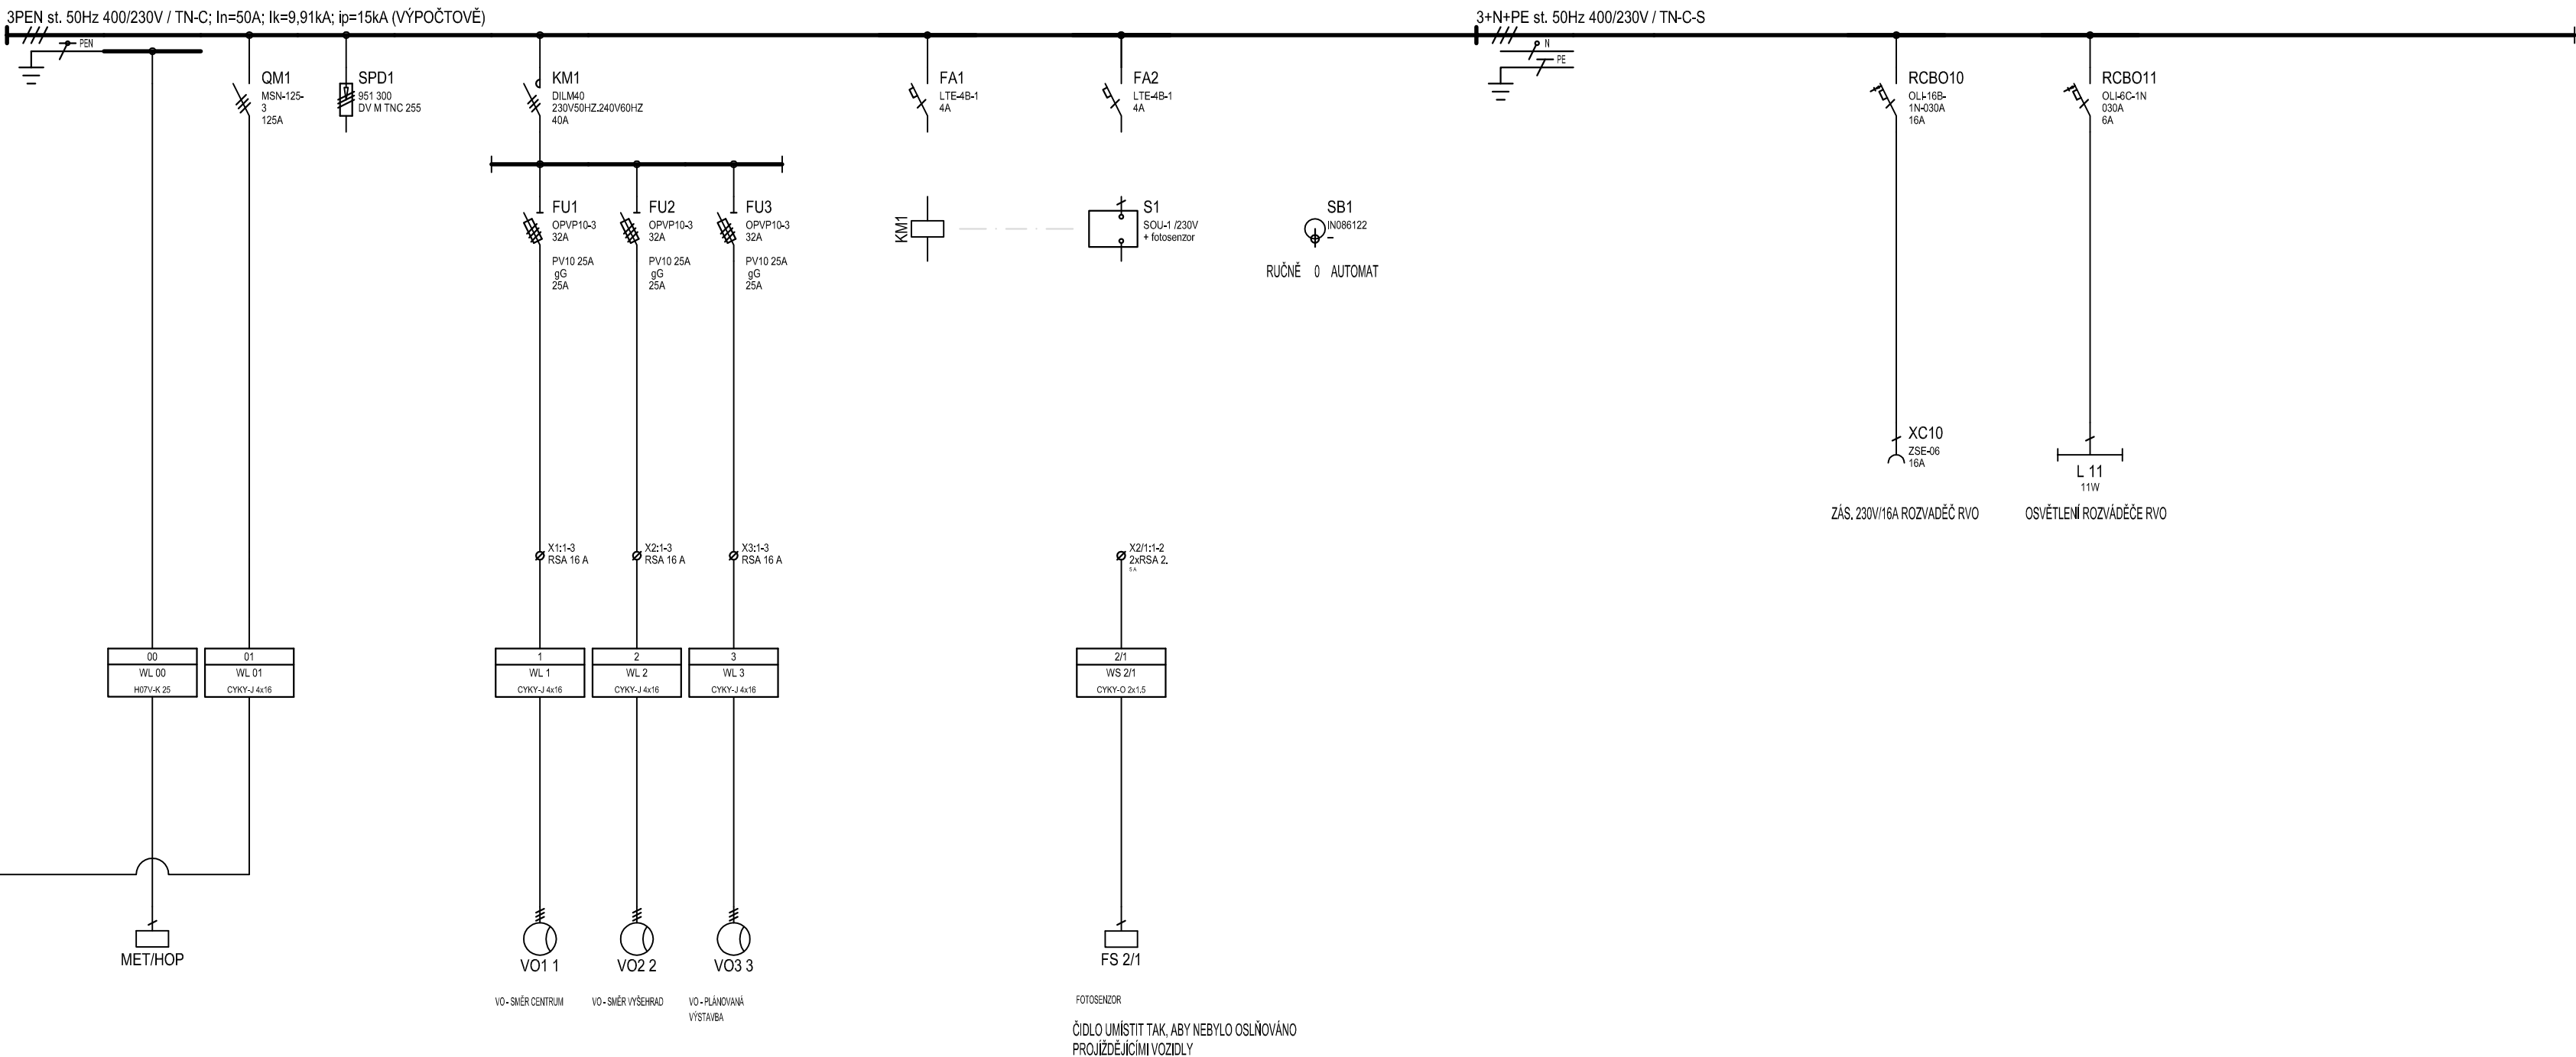 3PEN st. 50Hz 400/230V / TN-C; In=50A; Ik=9,91kA; ip=15kA (VÝPOČTOVĚ)
PEN
3+N+PE st. 50Hz 400/230V / TN-C-S
N
PE
QM1
MSN-125-
3
125A
SPD1
951 300
DV M TNC 255
KM1
DILM40
230V50HZ.240V60HZ
40A
FA1
LTE-4B-1
4A
FA2
LTE-4B-1
4A
RCBO10
OLI-16B-
1N-030A
16A
RCBO11
OLI-6C-1N
030A
6A
FU1
OPVP10-3
32A
PV10 25A
gG
25A
FU2
OPVP10-3
32A
PV10 25A
gG
25A
FU3
OPVP10-3
32A
PV10 25A
gG
25A
KM1
S1
SOU-1 /230V
+ fotosenzor
SB1
IN086122
–
RUČNĚ 0 AUTOMAT
XC10
ZSE-06
16A
ZÁS. 230V/16A ROZVADĚČ RVO
L 11
11W
OSVĚTLENÍ ROZVÁDĚČE RVO
X1:1-3
RSA 16 A
X2:1-3
RSA 16 A
X3:1-3
RSA 16 A
X2/1:1-2
2xRSA 2.
5 A
00
WL 00
H07V-K 25
01
WL 01
CYKY-J 4x16
1
WL 1
CYKY-J 4x16
2
WL 2
CYKY-J 4x16
3
WL 3
CYKY-J 4x16
2/1
WS 2/1
CYKY-O 2x1.5
MET/HOP
VO1 1
VO2 2
VO3 3
FS 2/1
VO - SMĚR CENTRUM
VO - SMĚR VYŠEHRAD
VO - PLÁNOVANÁ
VÝSTAVBA
FOTOSENZOR
ČIDLO UMÍSTIT TAK, ABY NEBYLO OSLŇOVÁNO
PROJÍŽDĚJÍCÍMI VOZIDLY